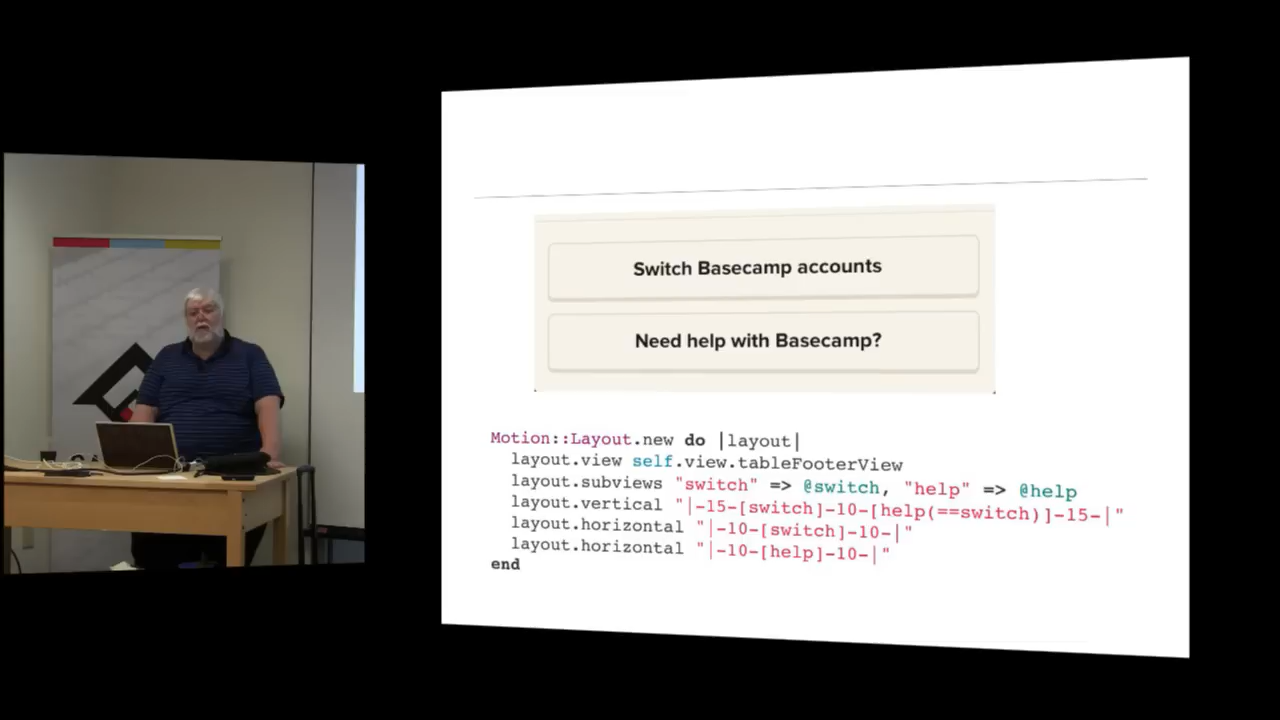 Switch Basecamp accounts
Need help with Basecamp?
Motion::Layout.new do |layout|
layout.view self.view.tableFooterView
layout.subviews "switch" => @switch, "help" => @help
layout.vertical "|-15-[switch]-10-[help(==switch)]-15-|"
layout.horizontal "|-10-[switch]-10-|"
layout.horizontal "|-10-[help]-10-|"
end